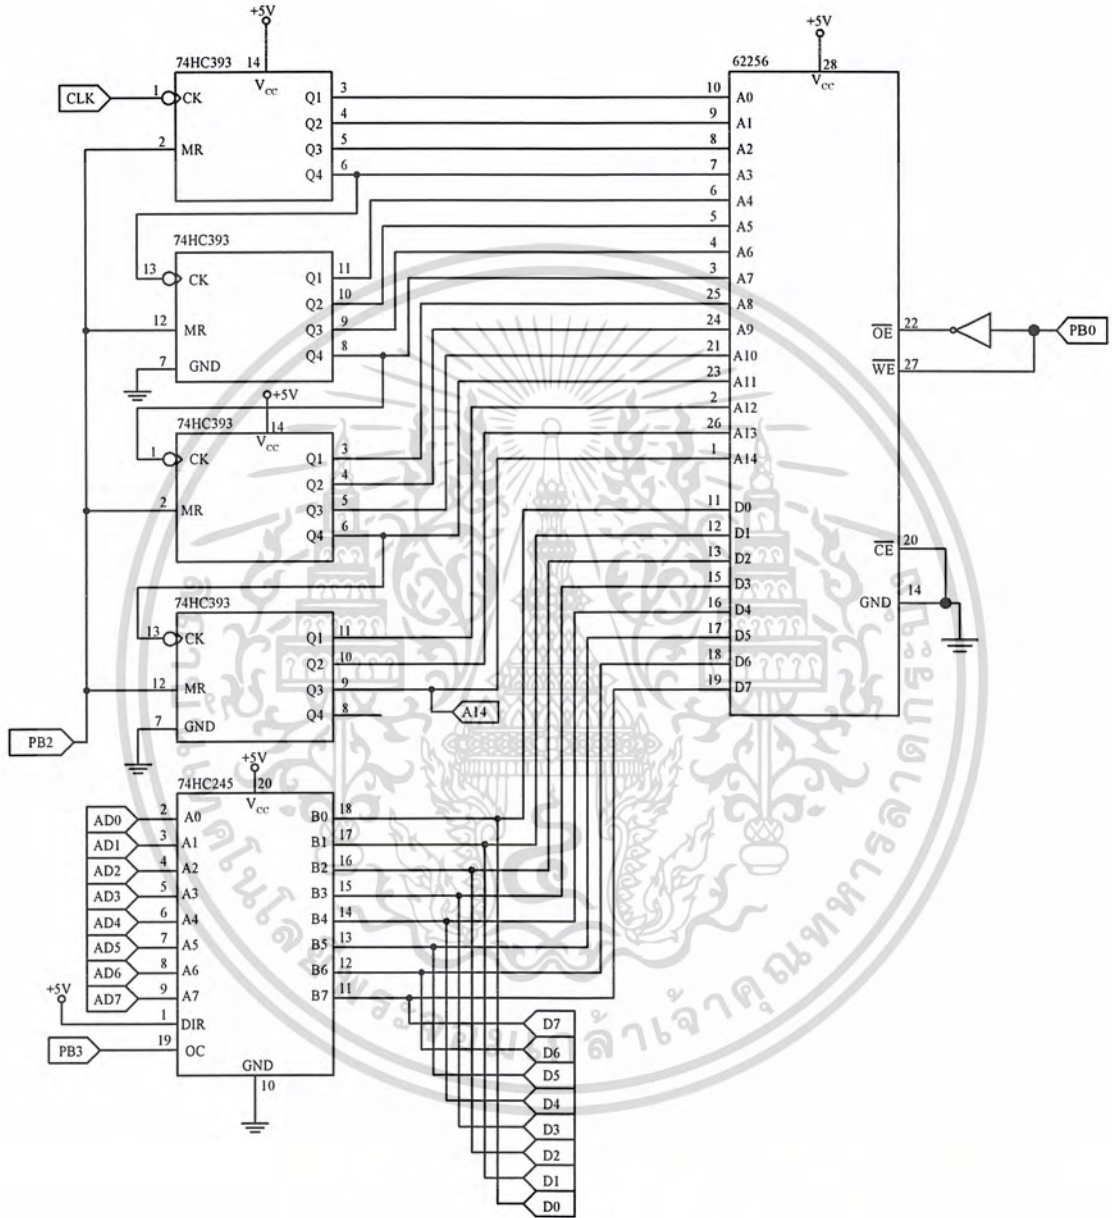 +5V
74HC393
14
Vcc
CLK
1
CK
2
MR
Q1
3
Q2
4
Q3
5
Q4
6
74HC393
13
CK
12
MR
7
GND
Q1
11
Q2
10
Q3
9
Q4
8
+5V
74HC393
14
Vcc
1
CK
2
MR
Q1
3
Q2
4
Q3
5
Q4
6
74HC393
13
CK
12
MR
7
GND
Q1
11
Q2
10
Q3
9
Q4
8
A14
PB2
+5V
74HC245
20
Vcc
AD0
2
A0
AD1
3
A1
AD2
4
A2
AD3
5
A3
AD4
6
A4
AD5
7
A5
AD6
8
A6
AD7
9
A7
+5V
1
DIR
PB3
19
OC
GND
10
B0
18
B1
17
B2
16
B3
15
B4
14
B5
13
B6
12
B7
11
D7
D6
D5
D4
D3
D2
D1
D0
+5V
62256
28
Vcc
10
A0
9
A1
8
A2
7
A3
6
A4
5
A5
4
A6
3
A7
25
A8
24
A9
21
A10
23
A11
2
A12
26
A13
1
A14
11
D0
12
D1
13
D2
15
D3
16
D4
17
D5
18
D6
19
D7
OE
22
WE
27
PB0
CE
20
GND
14